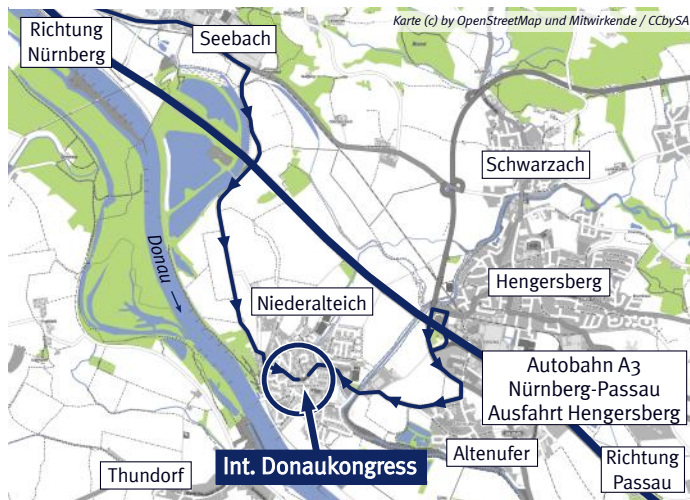 Karte (c) by OpenStreetMap und Mitwirkende / CCbySA
Richtung
Nürnberg
Seebach
Schwarzach
Donau
Hengersberg
Niederalteich
Autobahn A3
Nürnberg-Passau
Ausfahrt Hengersberg
Altenufer
Int. Donaukongress
Thundorf
Richtung
Passau